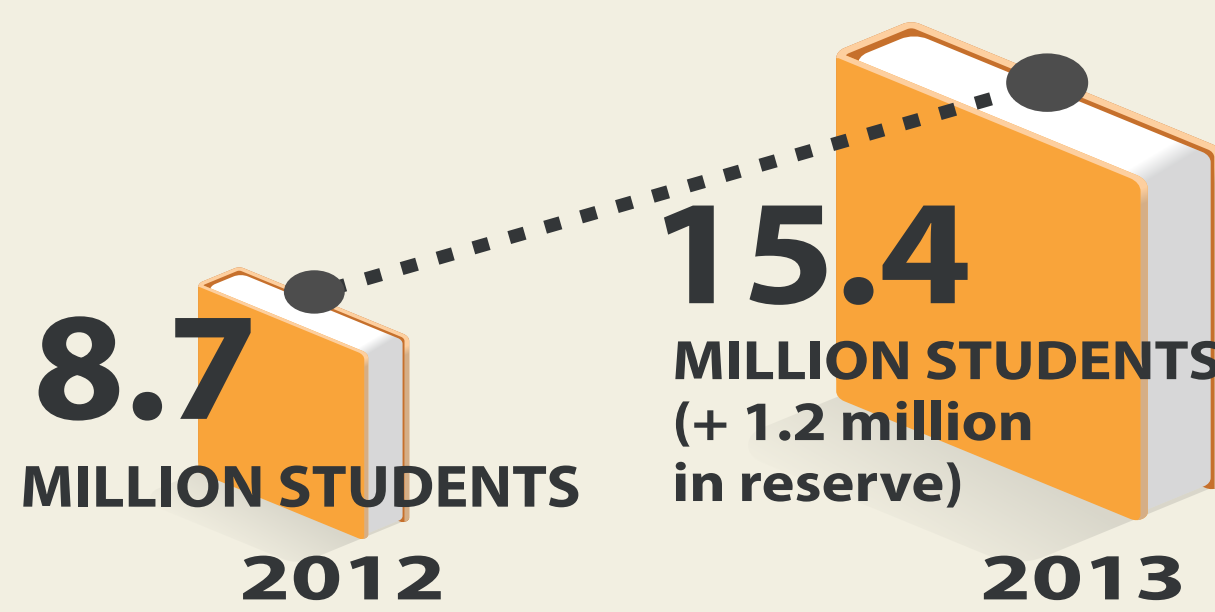 8.7
MILLION STUDENTS
2012
15.4
MILLION STUDENTS
(+ 1.2 million
in reserve)
2013